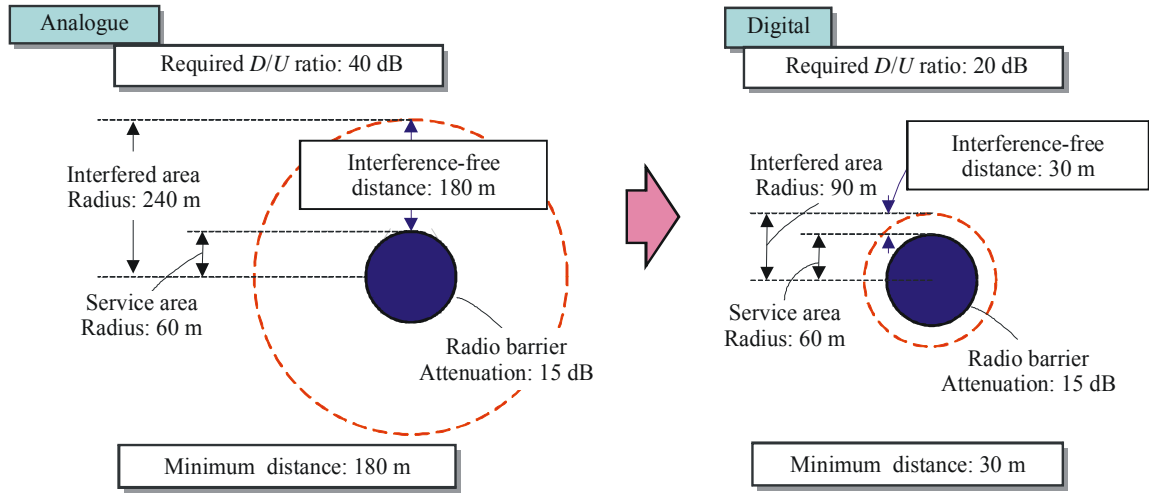 Analogue
Required D/U ratio: 40 dB
Interfered area
Radius: 240 m
Interference-free
distance: 180 m
Service area
Radius: 60 m
Radio barrier
Attenuation: 15 dB
Minimum distance: 180 m
Digital
Required D/U ratio: 20 dB
Interference-free
distance: 30 m
Interfered area
Radius: 90 m
Service area
Radius: 60 m
Radio barrier
Attenuation: 15 dB
Minimum distance: 30 m